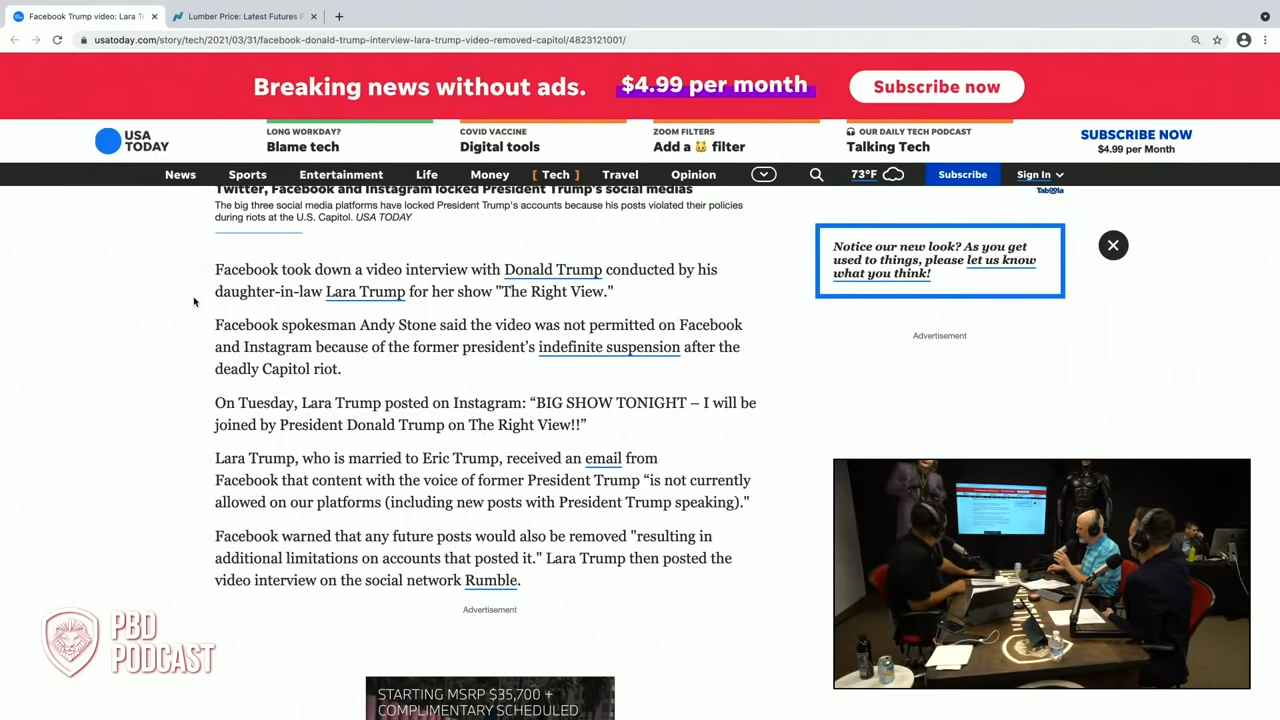 Facebook Trump video: Lara T
Lumber Price: Latest Futures P
usatoday.com/story/tech/2021/03/31/facebook-donald-trump-interview-lara-trump-video-removed-capitol/4823121001/
Breaking news without ads. $4.99 per month Subscribe now
USA
TODAY
LONG WORKDAY?
Blame tech
COVID VACCINE
Digital tools
ZOOM FILTERS
Add a 🐱 filter
OUR DAILY TECH PODCAST
Talking Tech
SUBSCRIBE NOW
$4.99 per Month
News Sports Entertainment Life Money [ Tech ] Travel Opinion 73°F Subscribe Sign In
Twitter, Facebook and Instagram locked President Trump's social medias
The big three social media platforms have locked President Trump's accounts because his posts violated their policies
during riots at the U.S. Capitol. USA TODAY
Taboola
Notice our new look? As you get
used to things, please let us know
what you think!
Advertisement
Facebook took down a video interview with Donald Trump conducted by his
daughter-in-law Lara Trump for her show "The Right View."
Facebook spokesman Andy Stone said the video was not permitted on Facebook
and Instagram because of the former president’s indefinite suspension after the
deadly Capitol riot.
On Tuesday, Lara Trump posted on Instagram: “BIG SHOW TONIGHT – I will be
joined by President Donald Trump on The Right View!!”
Lara Trump, who is married to Eric Trump, received an email from
Facebook that content with the voice of former President Trump “is not currently
allowed on our platforms (including new posts with President Trump speaking)."
Facebook warned that any future posts would also be removed "resulting in
additional limitations on accounts that posted it." Lara Trump then posted the
video interview on the social network Rumble.
Advertisement
PBD
PODCAST
STARTING MSRP $35,700 +
COMPLIMENTARY SCHEDULED